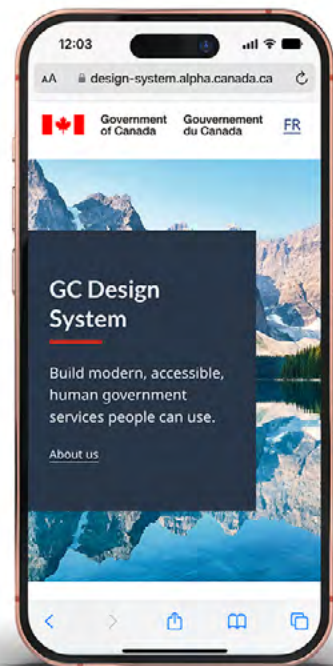 12:03
AA design-system.alpha.canada.ca
Government Gouvernement FR
of Canada du Canada
GC Design
System
Build modern, accessible,
human government
services people can use.
About us